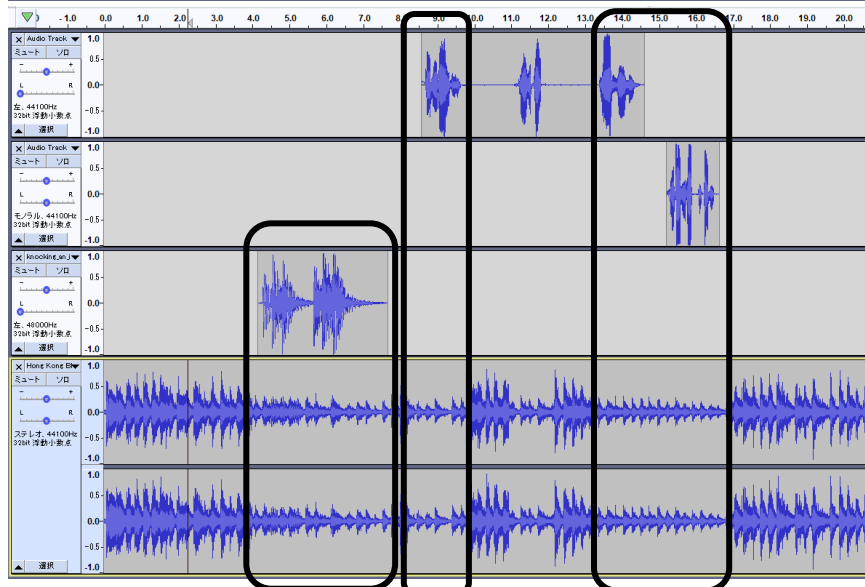 0 1.0 2.0 3.0 4.0 5.0 6.0 7.0 8. 9.0 0.0 11.0 12.0 13.0 14.0 15.0 16.0 17.0 18.0 19.0 20.0
× Audio Track ▼ 1.0
ミュート ソロ
- + 0.5-
L R 0.0-
左, 44100Hz
32bit 浮動小数点 -0.5-
▲ 選択 -1.0
× Audio Track ▼ 1.0
ミュート ソロ
- + 0.5-
L R 0.0-
モノラル, 44100Hz
32bit 浮動小数点 -0.5-
▲ 選択 -1.0
× knocking_an_i ▼ 1.0
ミュート ソロ
- + 0.5-
L R 0.0-
左, 48000Hz
32bit 浮動小数点 -0.5-
▲ 選択 -1.0
× Hong Kong ▼ 1.0
ミュート ソロ
- + 0.5-
L R 0.0-
ステレオ, 44100Hz
32bit 浮動小数点 -0.5-
-1.0
1.0
0.5-
0.0-
-0.5-
▲ 選択 -1.0